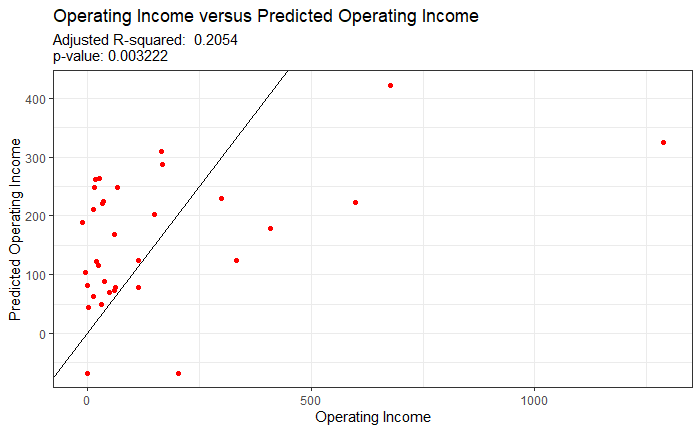 Operating Income versus Predicted Operating Income
Adjusted R-squared:  0.2054
p-value: 0.003222
400
300
200
100
0
Predicted Operating Income
0 500 1000
Operating Income